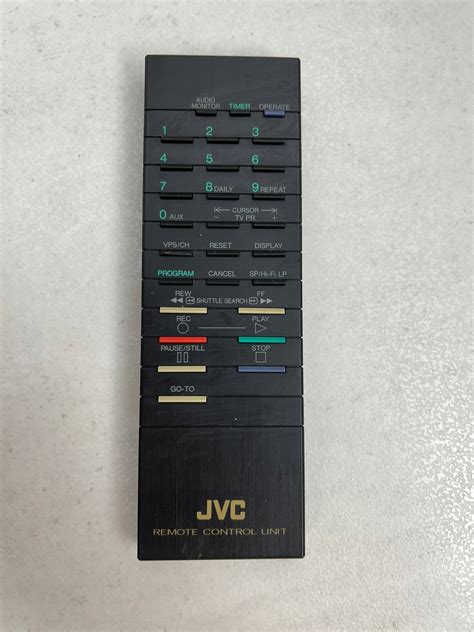 AUDIO
MONITOR TIMER OPERATE
1 2 3
4 5 6
7 8 DAILY 9 REPEAT
0 AUX − CURSOR TV PR +
VPS/CH RESET DISPLAY
PROGRAM CANCEL SP/Hi-Fi LP
REW FF
SHUTTLE SEARCH
REC PLAY
PAUSE/STILL STOP
GO-TO
JVC
REMOTE CONTROL UNIT